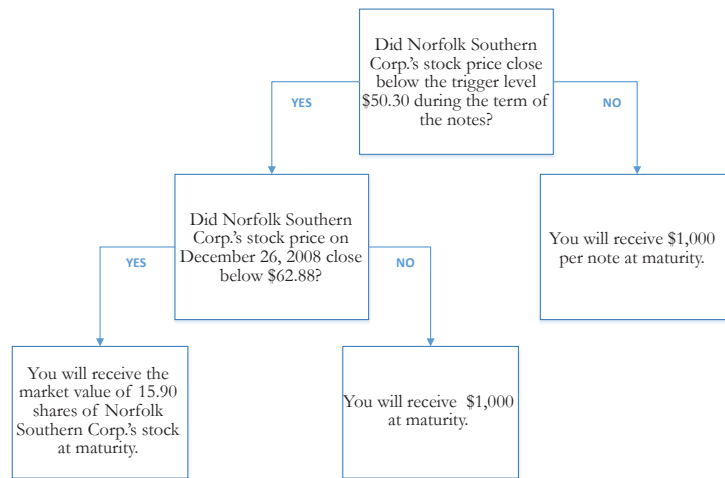 Did Norfolk Southern
Corp.'s stock price close
below the trigger level
$50.30 during the term of
the notes?
YES
NO
Did Norfolk Southern
Corp.'s stock price on
December 26, 2008 close
below $62.88?
You will receive $1,000
per note at maturity.
YES
NO
You will receive the
market value of 15.90
shares of Norfolk
Southern Corp.'s stock
at maturity.
You will receive $1,000
at maturity.